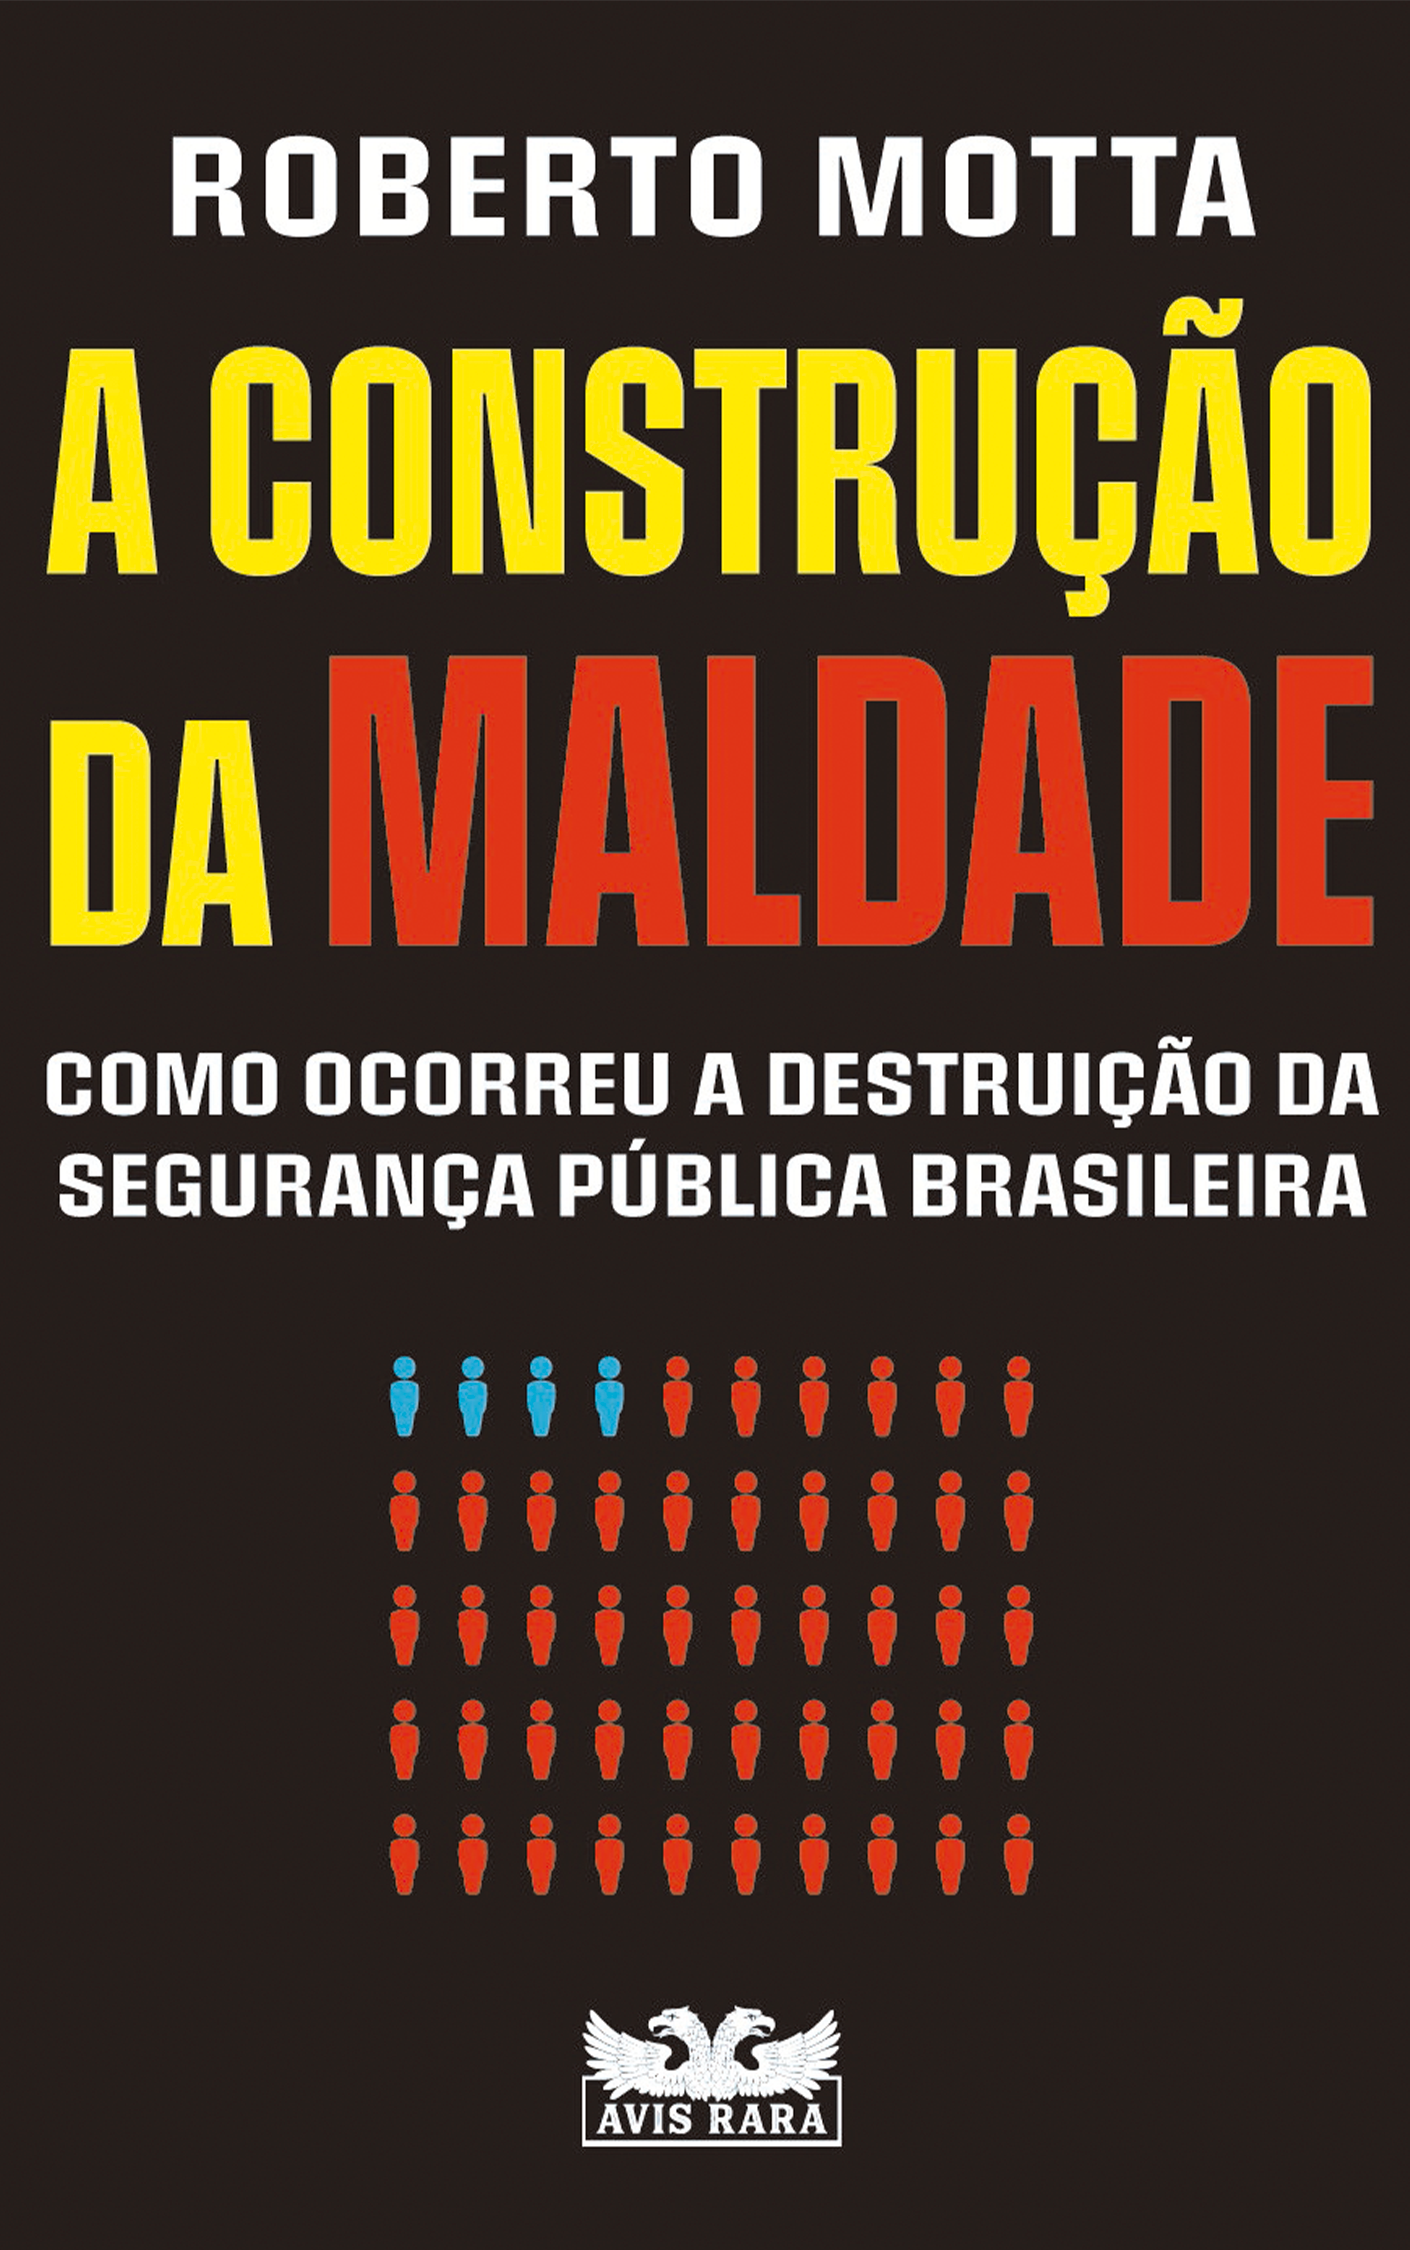 ROBERTO MOTTA
A CONSTRUÇÃO
DA MALDADE
COMO OCORREU A DESTRUIÇÃO DA
SEGURANÇA PÚBLICA BRASILEIRA
AVIS RARA